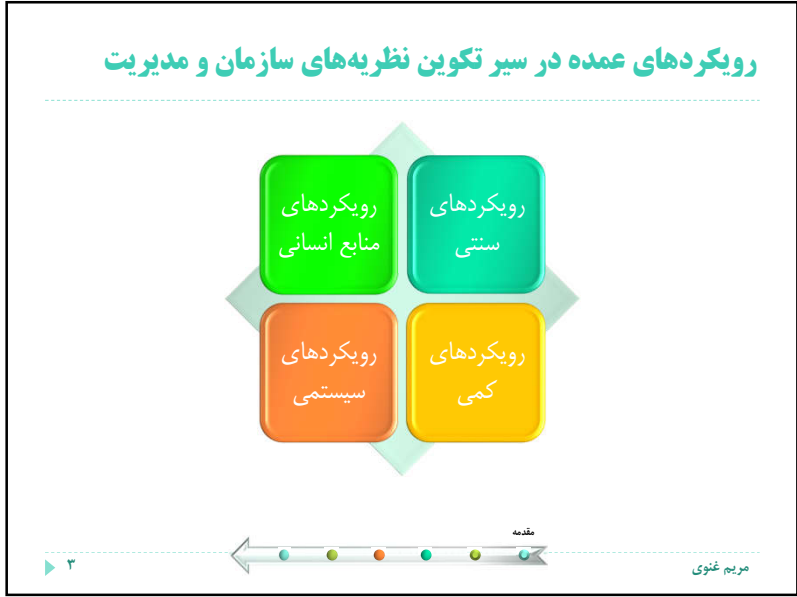 رویکردهای عمده در سیر تکوین نظریه‌های سازمان و مدیریت
رویکردهای
سنتی
رویکردهای
منابع انسانی
رویکردهای
کمی
رویکردهای
سیستمی
مقدمه
مریم غنوی
۳